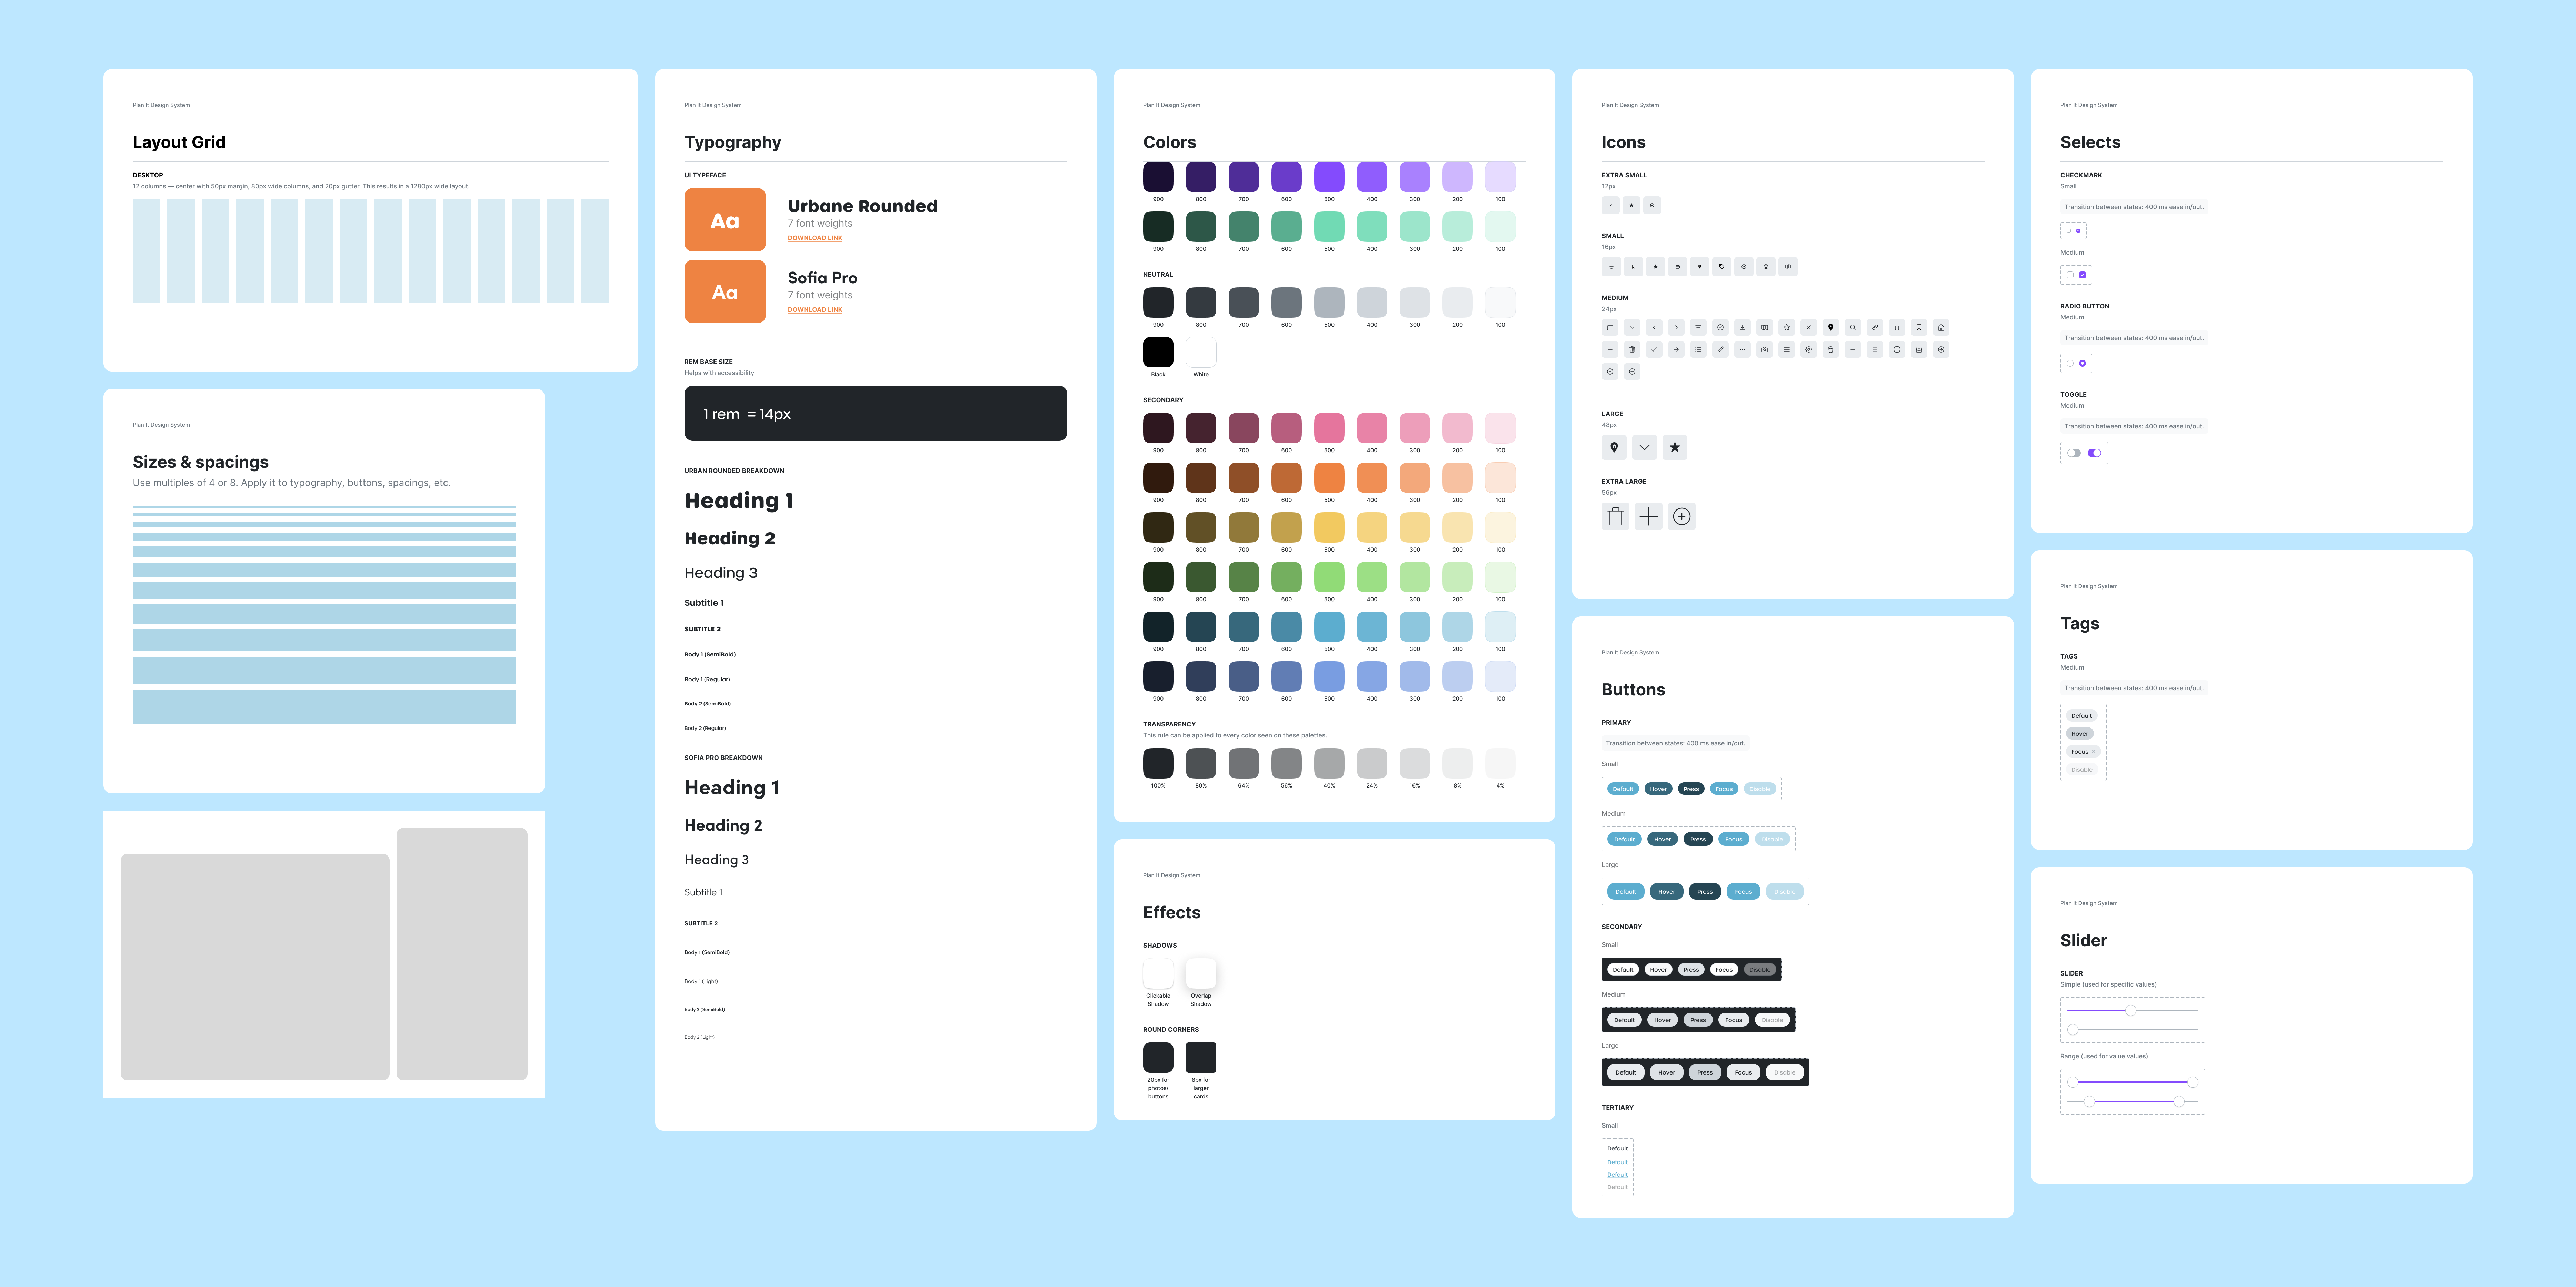 Plan It Design System
Layout Grid
DESKTOP
12 columns — center with 50px margin, 80px wide columns, and 20px gutter. This results in a 1280px wide layout.
Plan It Design System
Sizes & spacings
Use multiples of 4 or 8. Apply it to typography, buttons, spacings, etc.
Plan It Design System
Typography
UI TYPEFACE
Aa
Urbane Rounded
7 font weights
DOWNLOAD LINK
Aa
Sofia Pro
7 font weights
DOWNLOAD LINK
REM BASE SIZE
Helps with accessibility
1 rem = 14px
URBAN ROUNDED BREAKDOWN
Heading 1
Heading 2
Heading 3
Subtitle 1
SUBTITLE 2
Body 1 (SemiBold)
Body 1 (Regular)
Body 2 (SemiBold)
Body 2 (Regular)
SOFIA PRO BREAKDOWN
Heading 1
Heading 2
Heading 3
Subtitle 1
SUBTITLE 2
Body 1 (SemiBold)
Body 1 (Light)
Body 2 (SemiBold)
Body 2 (Light)
Plan It Design System
Colors
900 800 700 600 500 400 300 200 100
900 800 700 600 500 400 300 200 100
NEUTRAL
900 800 700 600 500 400 300 200 100
Black White
SECONDARY
900 800 700 600 500 400 300 200 100
900 800 700 600 500 400 300 200 100
900 800 700 600 500 400 300 200 100
900 800 700 600 500 400 300 200 100
900 800 700 600 500 400 300 200 100
900 800 700 600 500 400 300 200 100
TRANSPARENCY
This rule can be applied to every color seen on these palettes.
100% 80% 64% 56% 40% 24% 16% 8% 4%
Plan It Design System
Effects
SHADOWS
Clickable
Shadow
Overlap
Shadow
ROUND CORNERS
20px for
photos/
buttons
8px for
larger
cards
Plan It Design System
Icons
EXTRA SMALL
12px
SMALL
16px
MEDIUM
24px
LARGE
48px
EXTRA LARGE
56px
Plan It Design System
Buttons
PRIMARY
Transition between states: 400 ms ease in/out.
Small
Default Hover Press Focus Disable
Medium
Default Hover Press Focus Disable
Large
Default Hover Press Focus Disable
SECONDARY
Small
Default Hover Press Focus Disable
Medium
Default Hover Press Focus Disable
Large
Default Hover Press Focus Disable
TERTIARY
Small
Default
Default
Default
Default
Plan It Design System
Selects
CHECKMARK
Small
Transition between states: 400 ms ease in/out.
Medium
RADIO BUTTON
Medium
Transition between states: 400 ms ease in/out.
TOGGLE
Medium
Transition between states: 400 ms ease in/out.
Plan It Design System
Tags
TAGS
Medium
Transition between states: 400 ms ease in/out.
Default
Hover
Focus
Disable
Plan It Design System
Slider
SLIDER
Simple (used for specific values)
Range (used for value values)